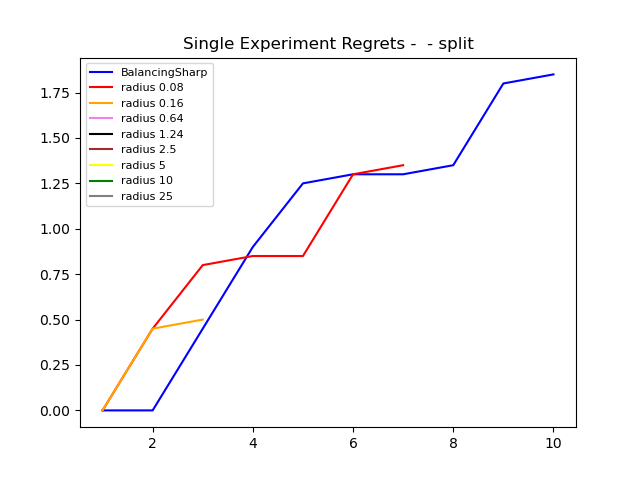 Single Experiment Regrets -  - split
BalancingSharp
radius 0.08
radius 0.16
radius 0.64
radius 1.24
radius 2.5
radius 5
radius 10
radius 25
1.75
1.50
1.25
1.00
0.75
0.50
0.25
0.00
2 4 6 8 10